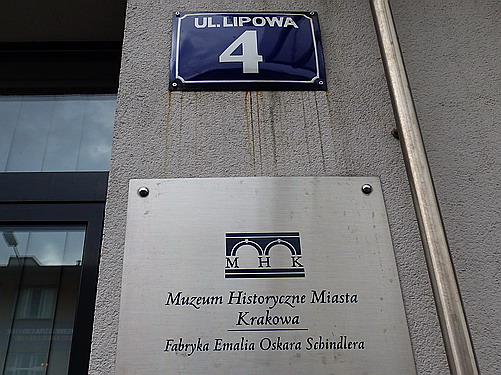 UL. LIPOWA
4
M H K
Muzeum Historyczne Miasta
Krakowa
Fabryka Emalia Oskara Schindlera